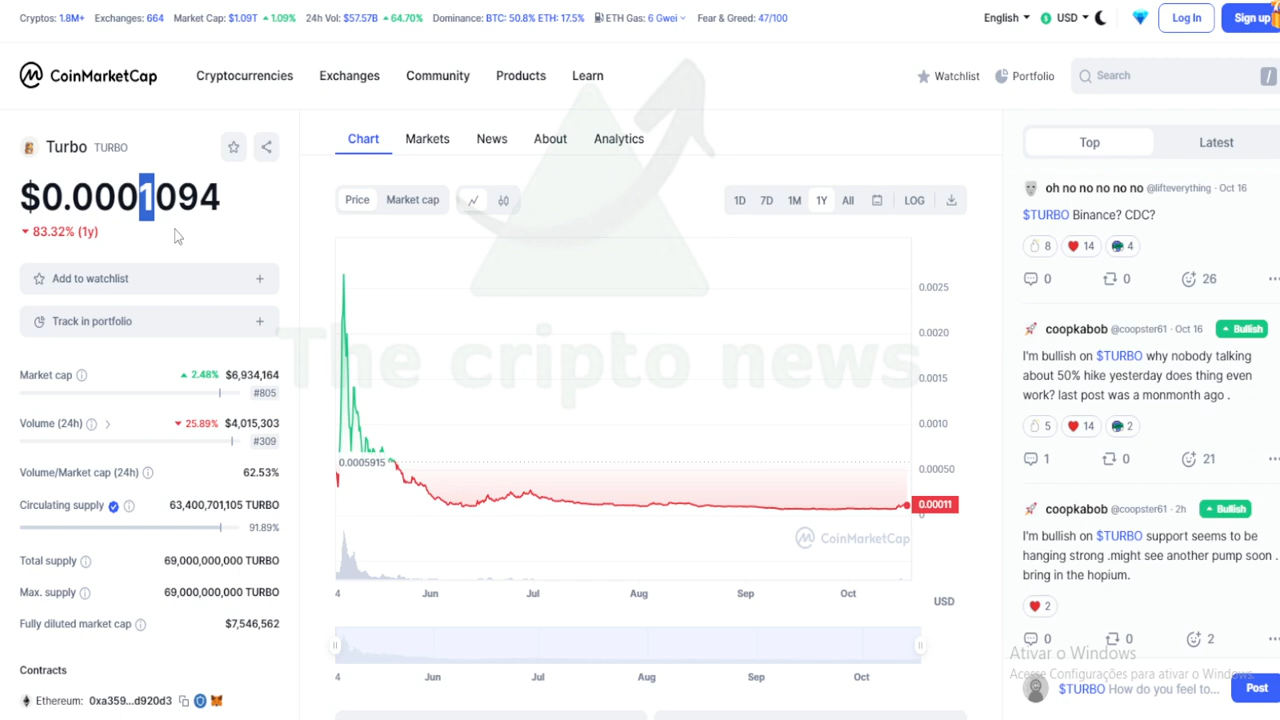 Cryptos: 1.8M+ Exchanges: 664 Market Cap: $1.09T 1.09% 24h Vol: $57.57B 64.70% Dominance: BTC: 50.8% ETH: 17.5% ETH Gas: 6 Gwei Fear & Greed: 47/100 English USD Log In Sign up
CoinMarketCap Cryptocurrencies Exchanges Community Products Learn Watchlist Portfolio Search /
Turbo TURBO
$0.0001094
83.32% (1y)
Add to watchlist +
Track in portfolio +
Market cap 2.48% $6,934,164
#805
Volume (24h) 25.89% $4,015,303
#309
Volume/Market cap (24h) 62.53%
Circulating supply 63,400,701,105 TURBO
91.89%
Total supply 69,000,000,000 TURBO
Max. supply 69,000,000,000 TURBO
Fully diluted market cap $7,546,562
Contracts
Ethereum: 0xa359...d920d3
Chart Markets News About Analytics
Price Market cap 1D 7D 1M 1Y All LOG
0.0025
0.0020
0.0015
0.0010
0.0005915
0.00050
0.00011
0
CoinMarketCap
4 Jun Jul Aug Sep Oct
USD
4 Jun Jul Aug Sep Oct
The cripto news
Top Latest
oh no no no no no @lifteverything · Oct 16
$TURBO Binance? CDC?
8 14 4
0 0 26
coopkabob @coopster61 · Oct 16 Bullish
I'm bullish on $TURBO why nobody talking
about 50% hike yesterday does thing even
work? last post was a monmonth ago .
5 14 2
1 0 21
coopkabob @coopster61 · 2h Bullish
I'm bullish on $TURBO support seems to be
hanging strong .might see another pump soon .
bring in the hopium.
2
0 0 2
Ativar o Windows
Acesse Configurações para ativar o Windows.
$TURBO How do you feel to... Post